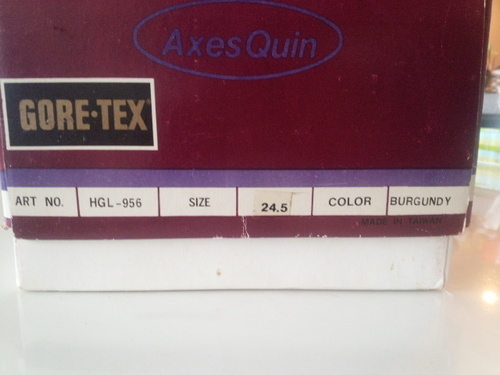 AxesQuin
GORE-TEX
ART NO. HGL-956 SIZE 24.5 COLOR BURGUNDY
MADE IN TAIWAN